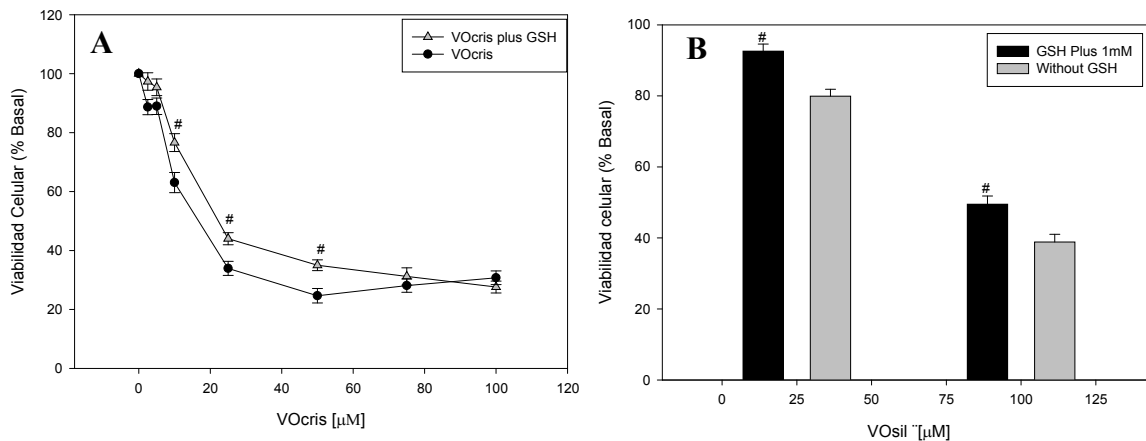 A
VOcris plus GSH
VOcris
Viabilidad Celular (% Basal)
120
100
80
60
40
20
0
#
#
#
0 20 40 60 80 100 120
VOcris [μM]
B
GSH Plus 1mM
Without GSH
Viabilidad celular (% Basal)
100
80
60
40
20
0
#
#
0 25 50 75 100 125
VOsil ¨[μM]